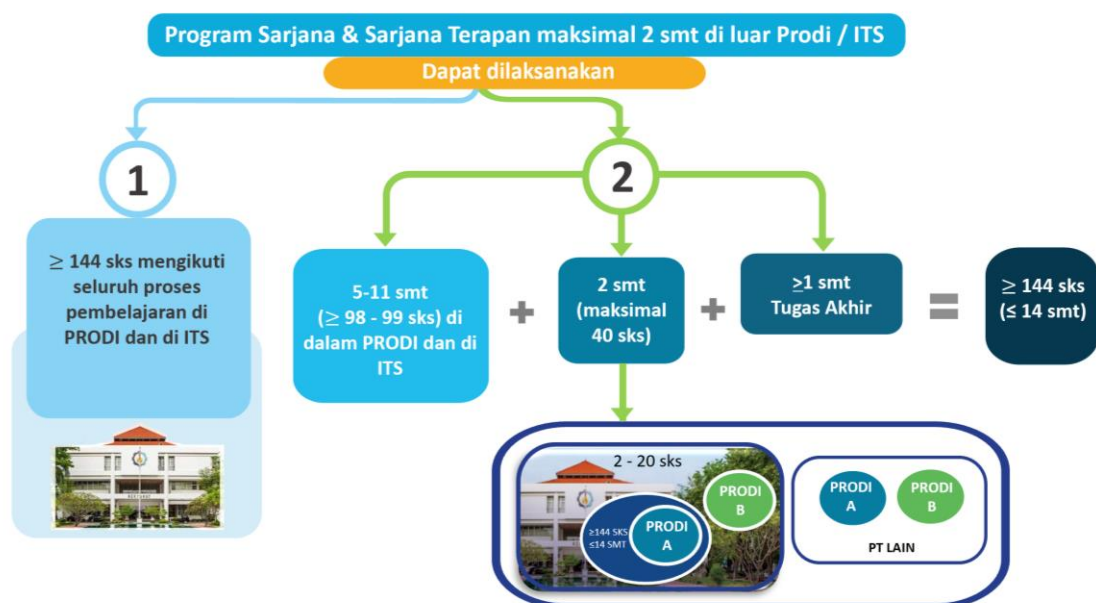 Program Sarjana & Sarjana Terapan maksimal 2 smt di luar Prodi / ITS
Dapat dilaksanakan
1
2
≥ 144 sks mengikuti
seluruh proses
pembelajaran di
PRODI dan di ITS
5-11 smt
(≥ 98 - 99 sks) di
dalam PRODI dan di
ITS
+
2 smt
(maksimal
40 sks)
+
≥1 smt
Tugas Akhir
=
≥ 144 sks
(≤ 14 smt)
2 - 20 sks
PRODI
B
≥144 SKS
≤14 SMT
PRODI
A
PRODI
A
PRODI
B
PT LAIN